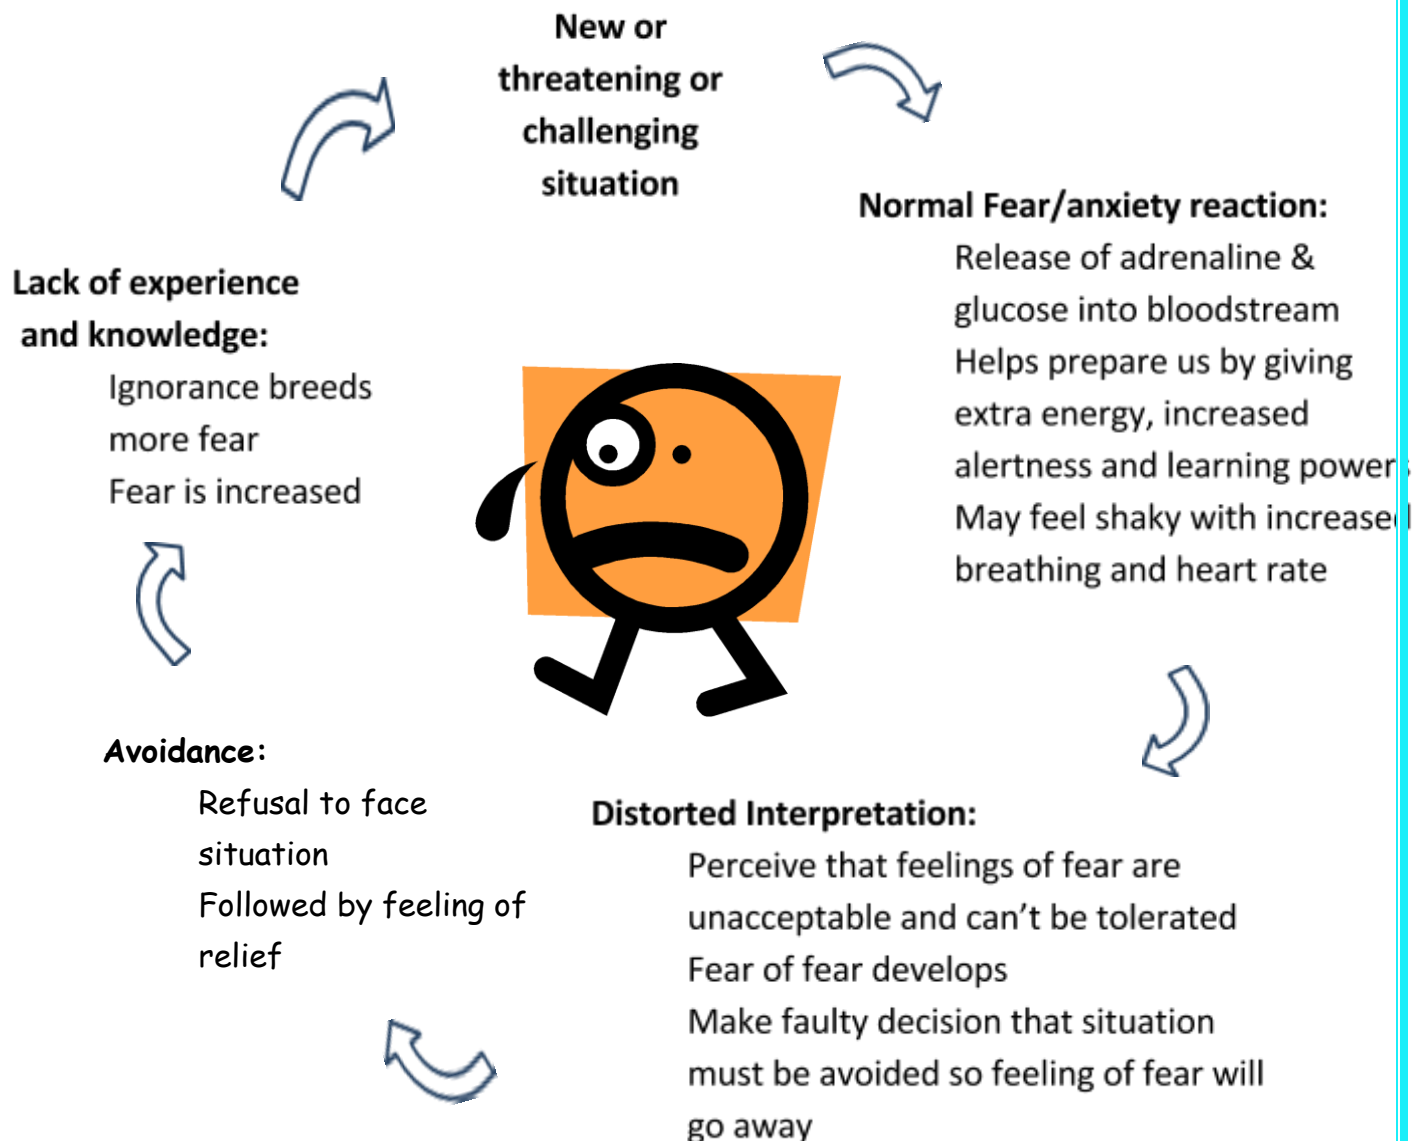 New or
threatening or
challenging
situation
Normal Fear/anxiety reaction:
Release of adrenaline &
glucose into bloodstream
Helps prepare us by giving
extra energy, increased
alertness and learning powers
May feel shaky with increased
breathing and heart rate
Distorted Interpretation:
Perceive that feelings of fear are
unacceptable and can't be tolerated
Fear of fear develops
Make faulty decision that situation
must be avoided so feeling of fear will
go away
Avoidance:
Refusal to face
situation
Followed by feeling of
relief
Lack of experience
and knowledge:
Ignorance breeds
more fear
Fear is increased